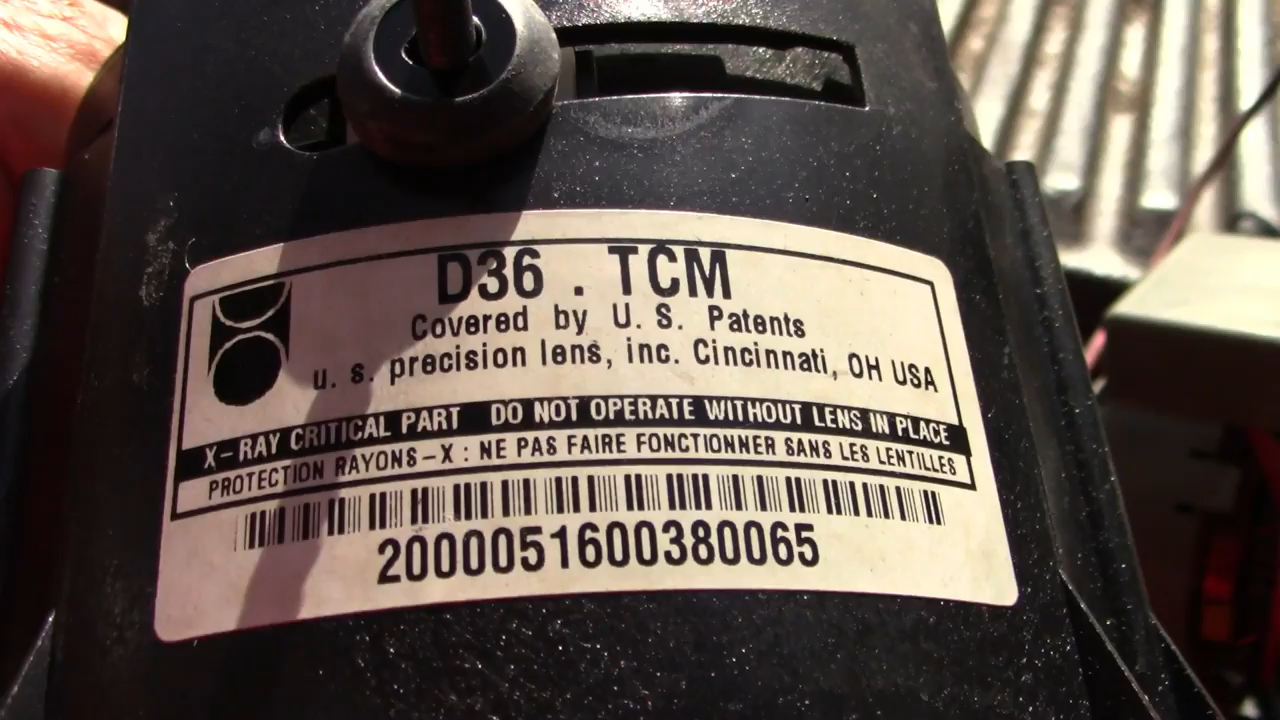 D36 . TCM
Covered by U. S. Patents
u. s. precision lens, inc. Cincinnati, OH USA
X-RAY CRITICAL PART DO NOT OPERATE WITHOUT LENS IN PLACE
PROTECTION RAYONS-X : NE PAS FAIRE FONCTIONNER SANS LES LENTILLES
2000051600380065